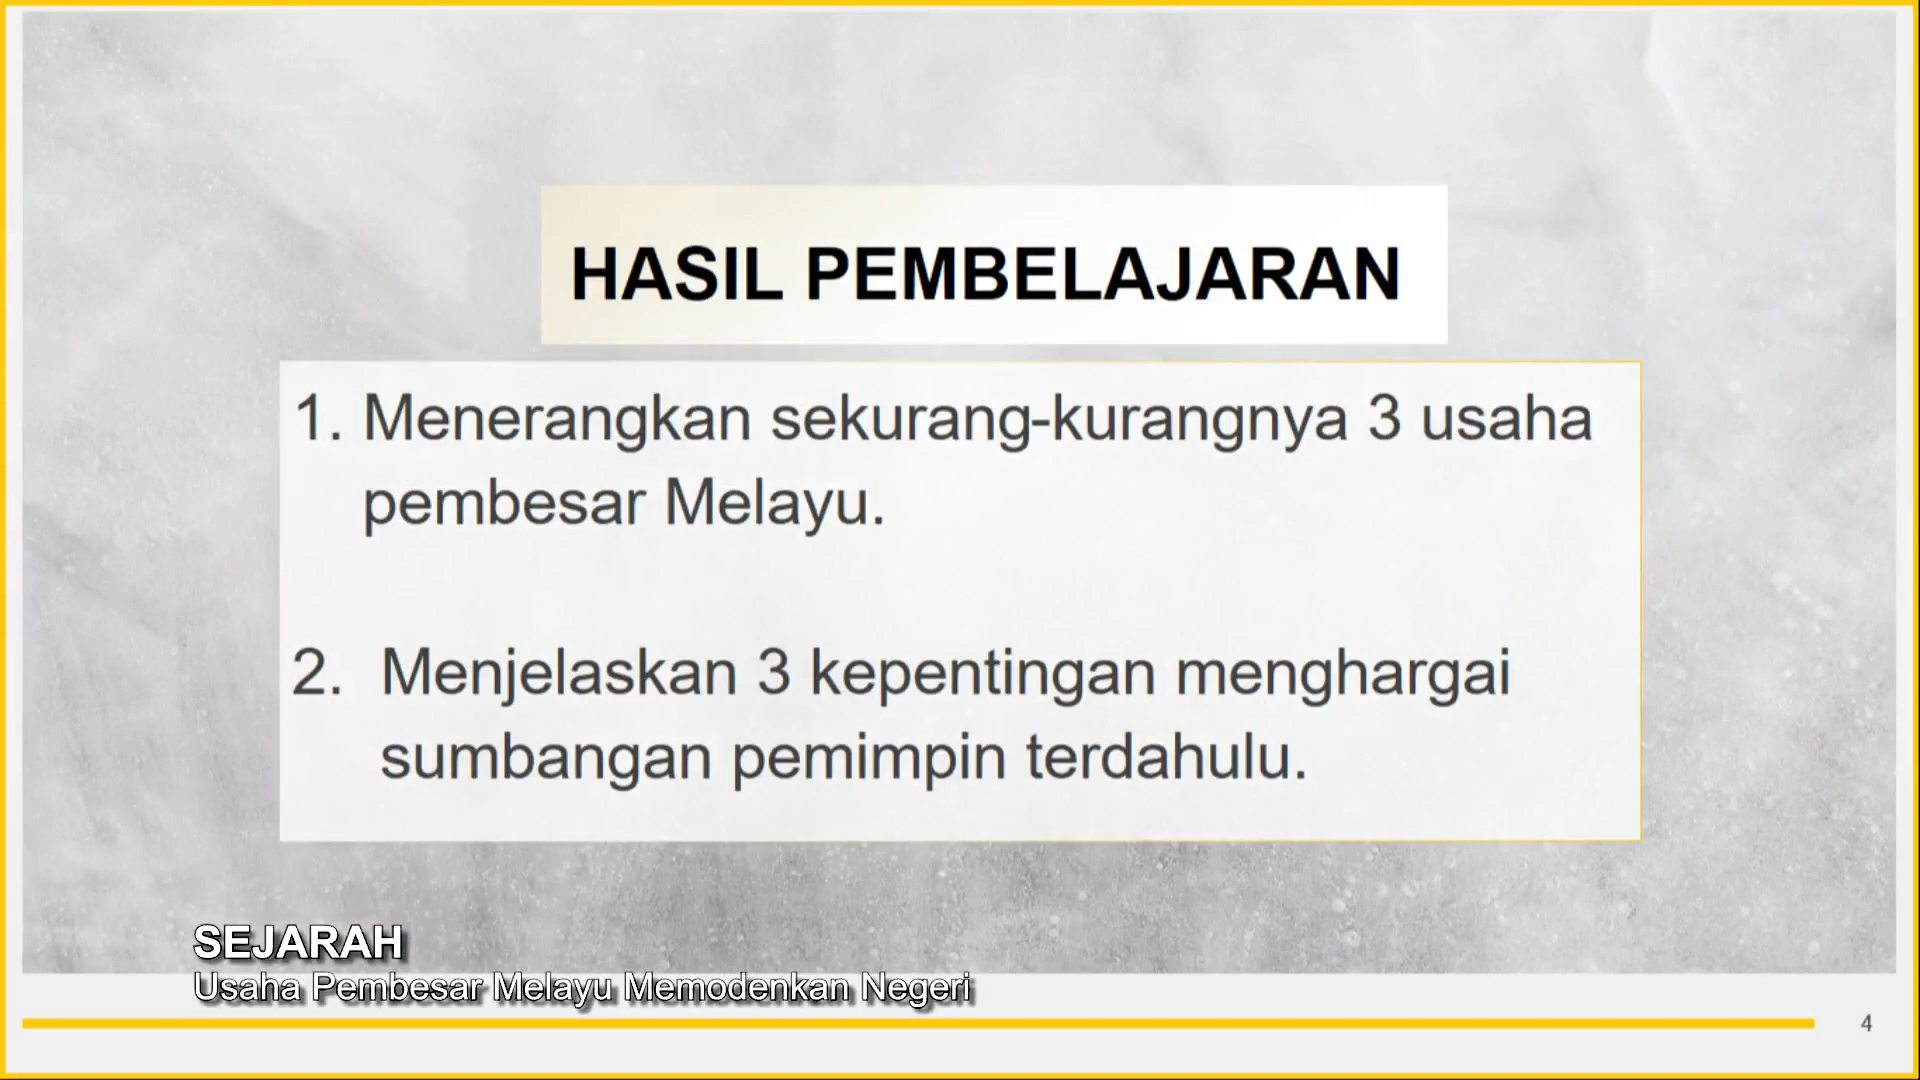 HASIL PEMBELAJARAN
1. Menerangkan sekurang-kurangnya 3 usaha
pembesar Melayu.
2. Menjelaskan 3 kepentingan menghargai
sumbangan pemimpin terdahulu.
SEJARAH
Usaha Pembesar Melayu Memodenkan Negeri
4